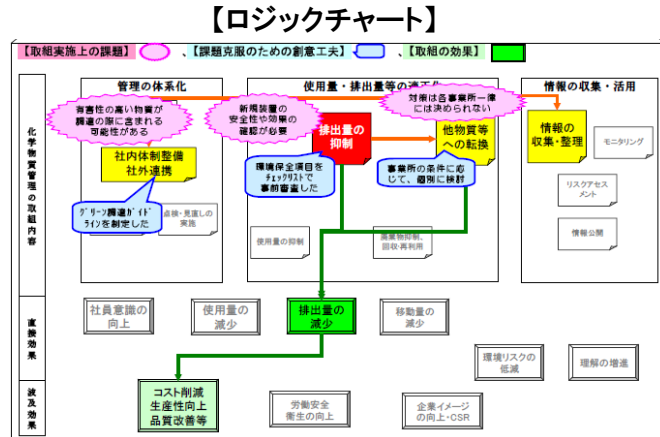 【ロジックチャート】
【取組実施上の課題】
、【課題克服のための創意工夫】
、【取組の効果】
管理の体系化
使用量・排出量等の適正化
情報の収集・活用
化学物質管理の取組内容
有害性の高い物質が
調達の際に含まれる
可能性がある
新規装置の
安全性や効果の
確認が必要
対策は各事業所一律
には決められない
社内体制整備
社外連携
排出量の
抑制
他物質等
への転換
情報の
収集・整理
モニタリング
環境保全項目を
チェックリストで
事前審査した
事業所の条件に応
じて、個別に検討
リスクアセス
メント
グリーン調達ガイド
ラインを制定した
点検・見直しの
実施
使用量の抑制
廃棄物抑制、
回収・再利用
情報公開
直接効果
社員意識の
向上
使用量の
減少
排出量の
減少
移動量の
減少
環境リスクの
低減
理解の増進
波及効果
コスト削減
生産性向上
品質改善等
労働安全
衛生の向上
企業イメージ
の向上・CSR